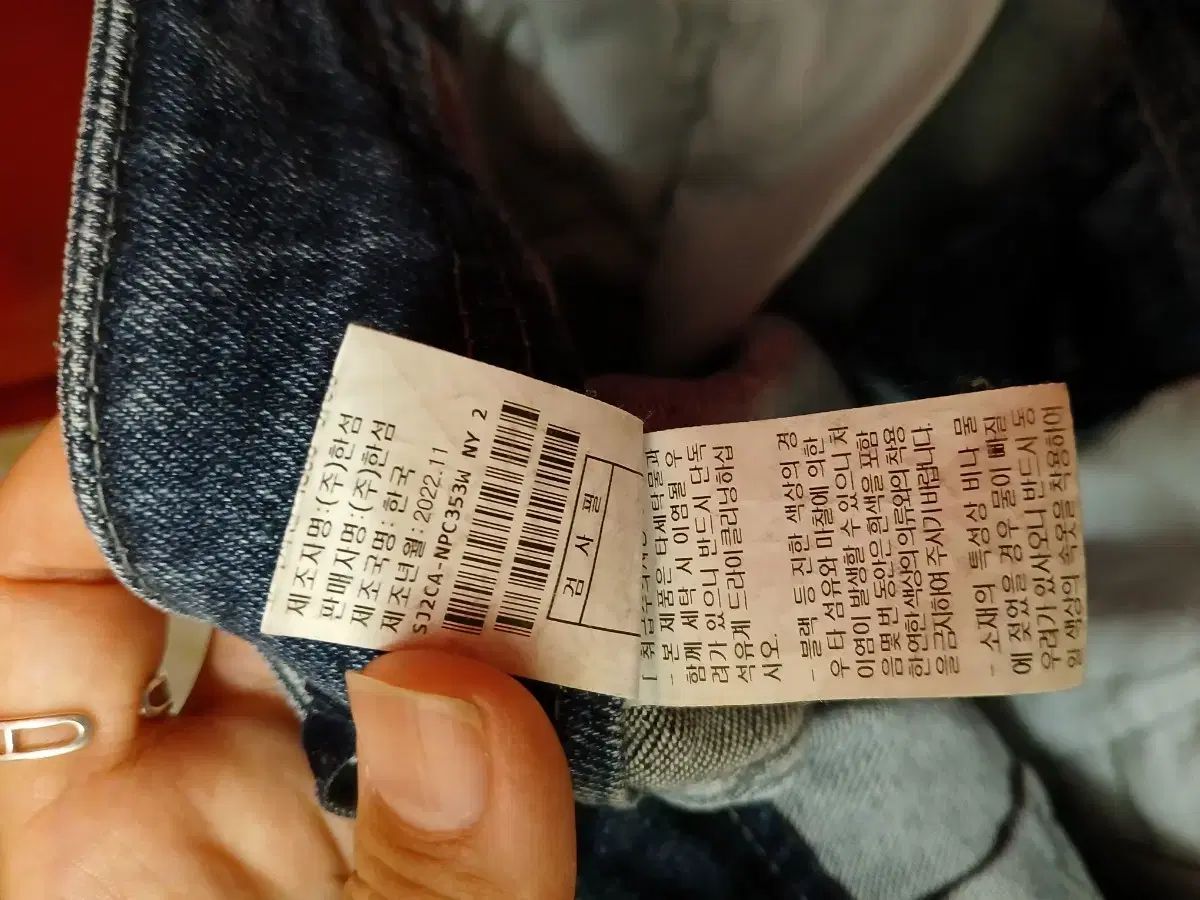 제조자명:(주)한섬
판매자명:(주)한섬
제조국명:한국
제조년월:2022.11
SJ2CA-NPC353W NY 2
검 사 필
- 본 제품은 타세탁물과
함께 세탁 시 이염될 우
려가 있으니 반드시 단독
석유계 드라이크리닝하십
시오.
- 블랙 등 진한 색상의 경
우 타 섬유와 마찰에 의한
이염이 발생할 수 있으니 처
음 몇 번 동안은 흰색을 포함
한 연한 색상의 의류와의 착용
을 금지하여 주시기 바랍니다.
- 소재의 특성상 비나 물
에 젖었을 경우 물이 빠질
우려가 있사오니 반드시 동
일 색상의 속옷을 착용하여